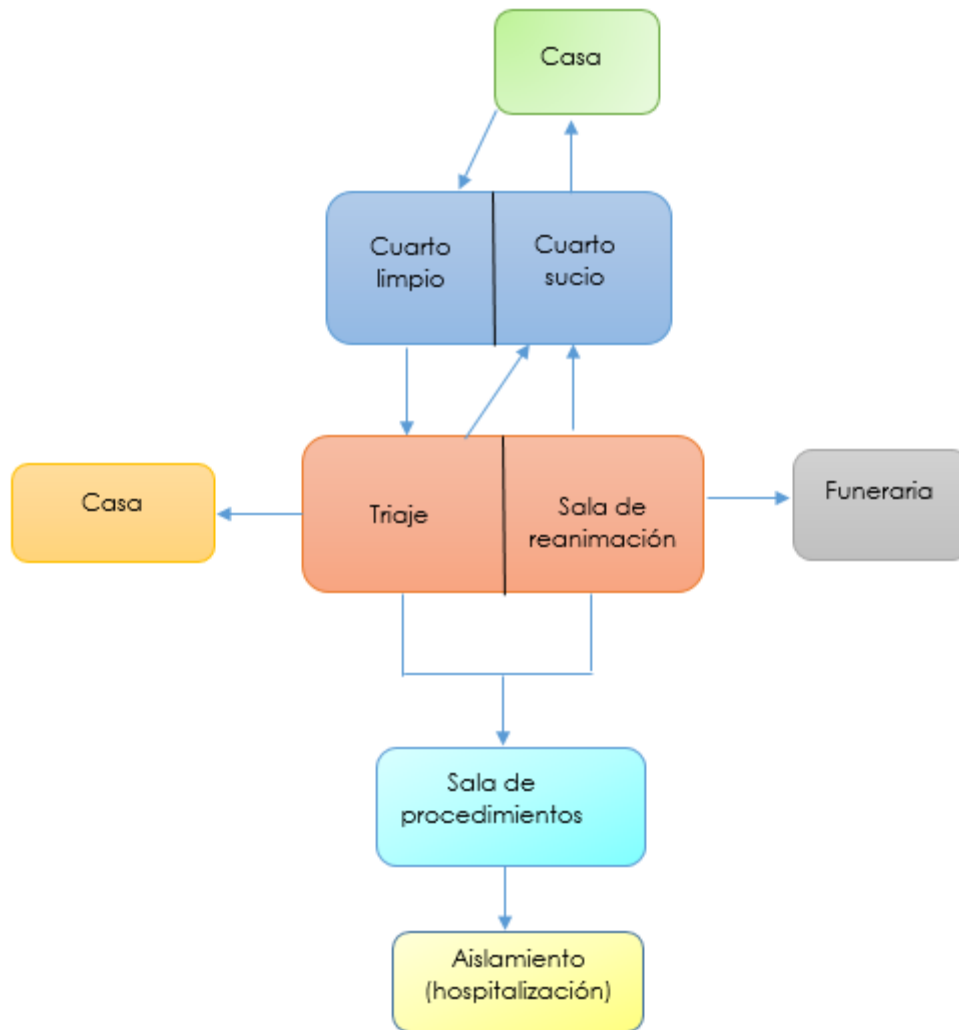 Casa
Cuarto
limpio
Cuarto
sucio
Casa
Triaje
Sala de
reanimación
Funeraria
Sala de
procedimientos
Aislamiento
(hospitalización)